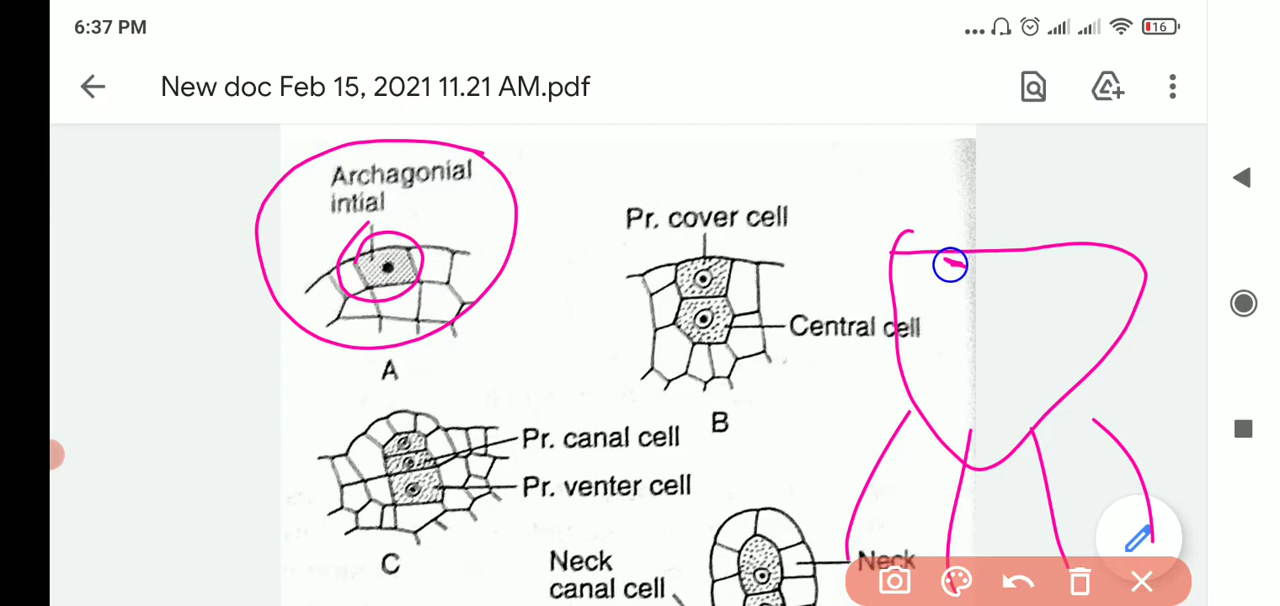 6:37 PM
16
New doc Feb 15, 2021 11.21 AM.pdf
Archagonial
intial
A
Pr. cover cell
Central cell
B
Pr. canal cell
Pr. venter cell
C
Neck
canal cell
Neck